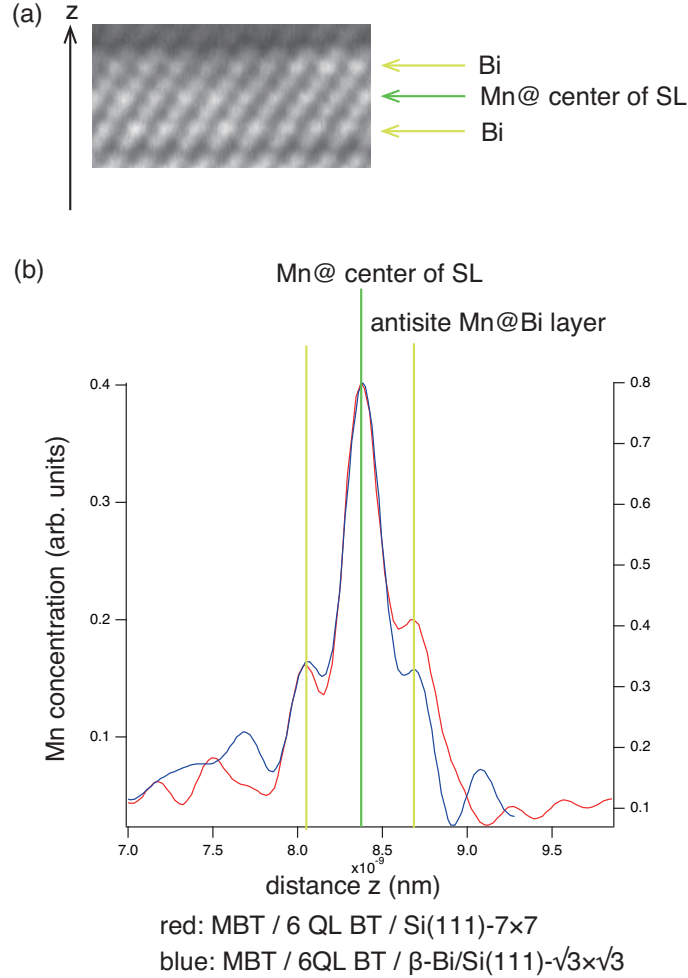 (a)
z
Bi
Mn@ center of SL
Bi
(b)
Mn@ center of SL
antisite Mn@Bi layer
Mn concentration (arb. units)
0.4
0.3
0.2
0.1
0.8
0.7
0.6
0.5
0.4
0.3
0.2
0.1
7.0
7.5
8.0
8.5
9.0
9.5
x10⁻⁹
distance z (nm)
red: MBT / 6 QL BT / Si(111)-7×7
blue: MBT / 6QL BT / β-Bi/Si(111)-√3×√3